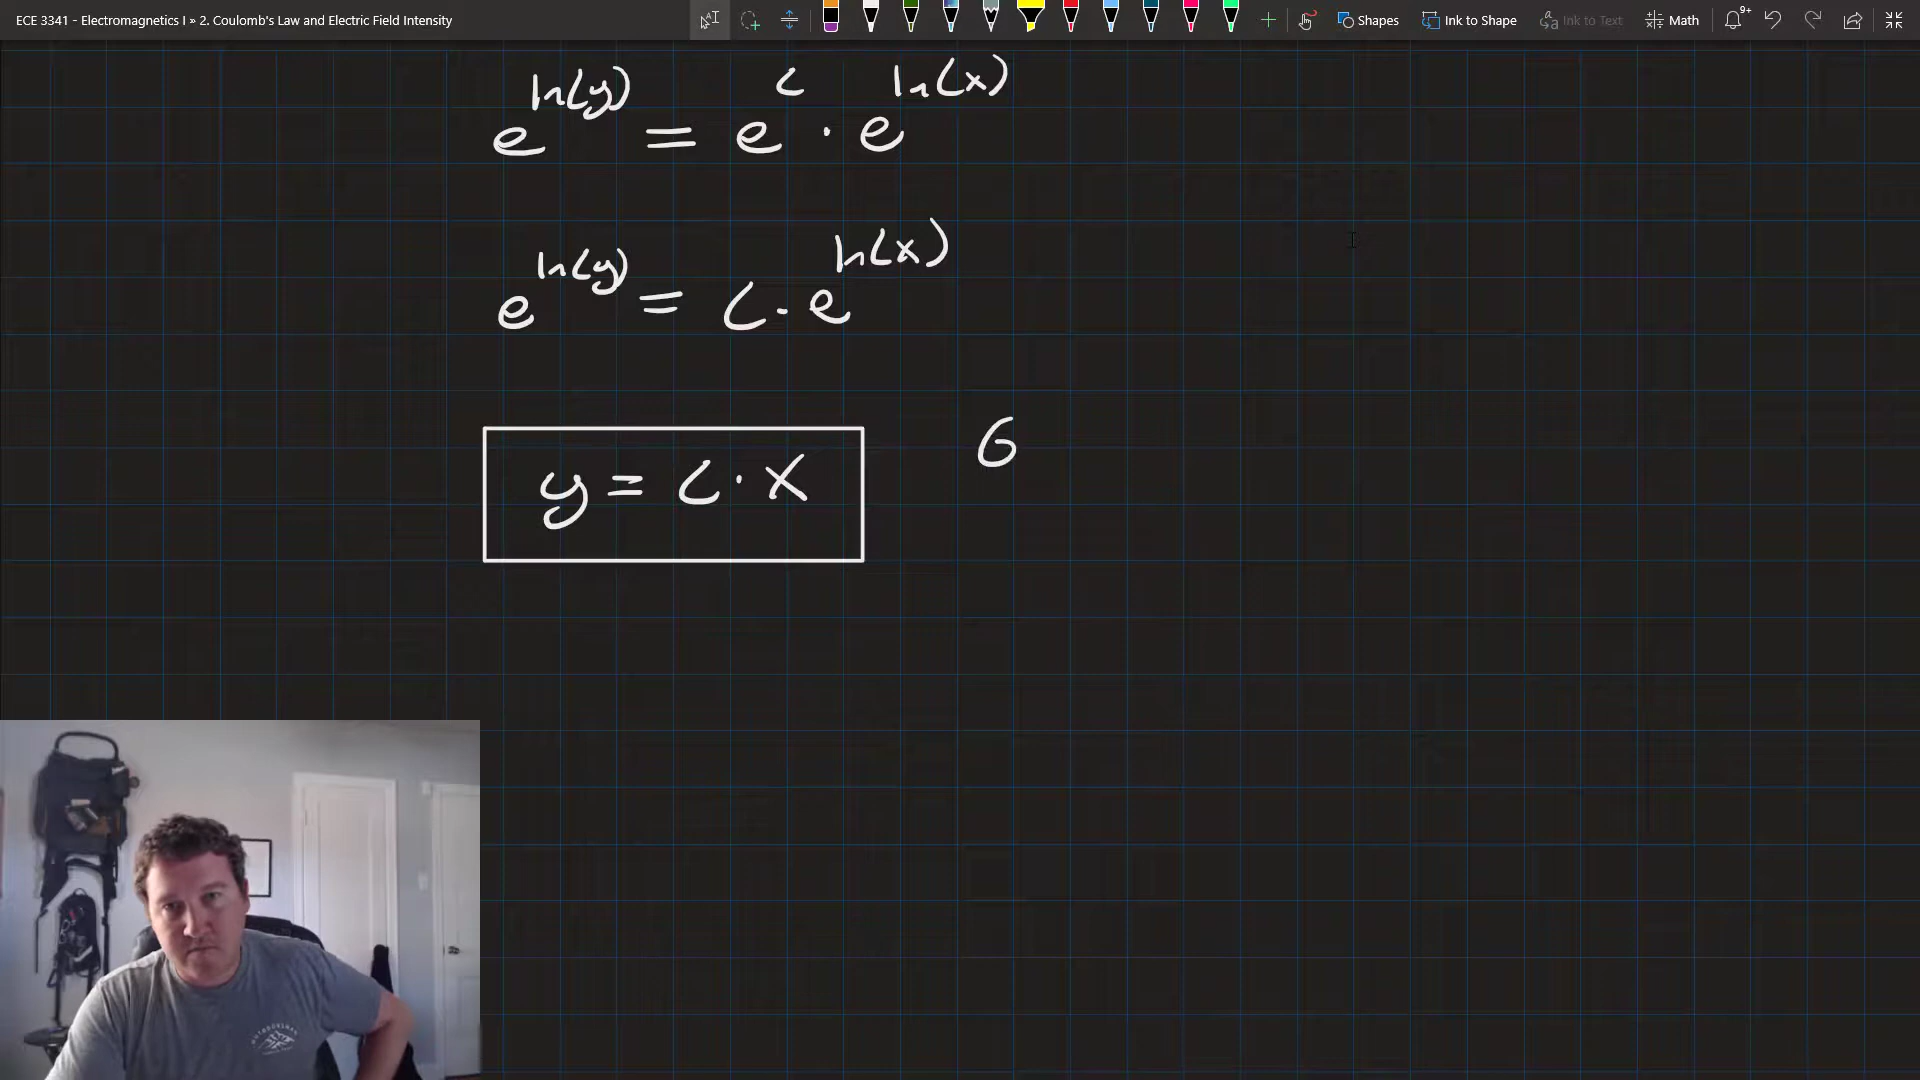 ECE 3341 - Electromagnetics I » 2. Coulomb's Law and Electric Field Intensity
Shapes
Ink to Shape
Ink to Text
Math
9+
e^ln(y) = e^c · e^ln(x)
e^ln(y) = c · e^ln(x)
y = c · x
6